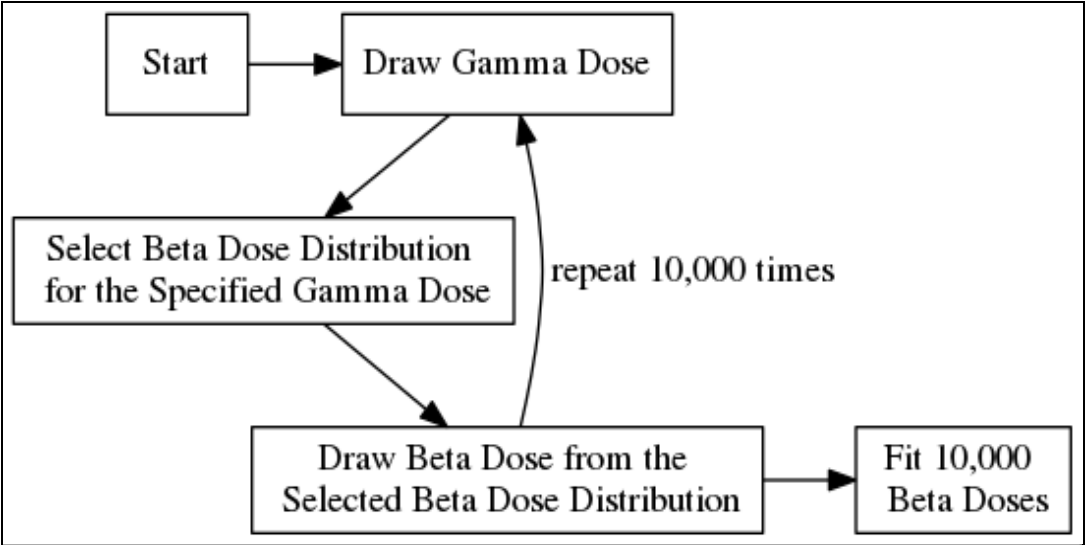 Start
Draw Gamma Dose
Select Beta Dose Distribution
for the Specified Gamma Dose
repeat 10,000 times
Draw Beta Dose from the
Selected Beta Dose Distribution
Fit 10,000
Beta Doses